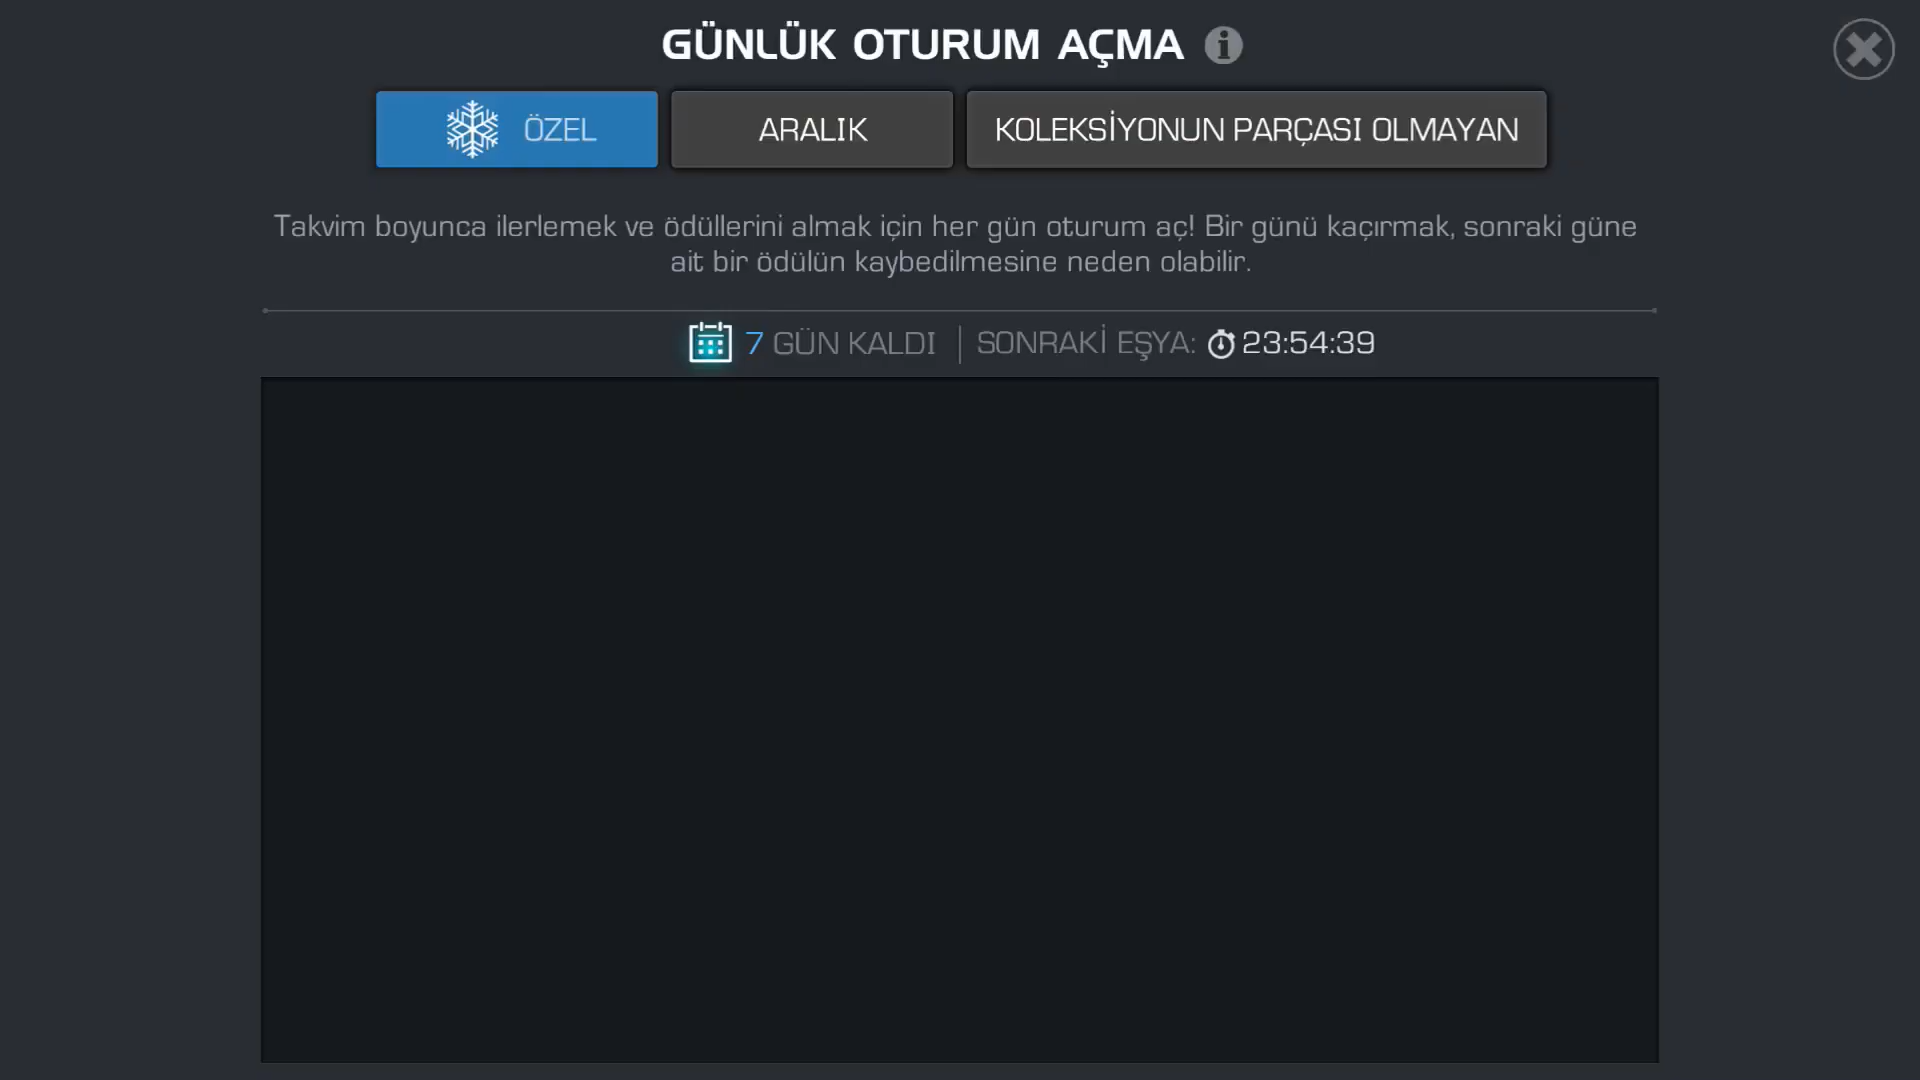 GÜNLÜK OTURUM AÇMA
ÖZEL
ARALIK
KOLEKSİYONUN PARÇASI OLMAYAN
Takvim boyunca ilerlemek ve ödüllerini almak için her gün oturum aç! Bir günü kaçırmak, sonraki güne
ait bir ödülün kaybedilmesine neden olabilir.
7 GÜN KALDI
SONRAKİ EŞYA: 23:54:39